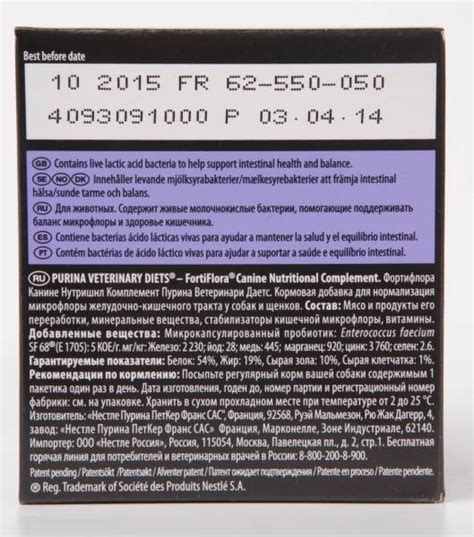 Best before date
10 2015 FR 62-550-050
4093091000 P 03.04.14
GB Contains live lactic acid bacteria to help support intestinal health and balance.
SE NO DK Innehåller levande mjölksyrabakterier/mælkesyrebakterier att främja intestinal
hälsa/sunde tarme och balans.
RU Для животных. Содержит живые молочнокислые бактерии, помогающие поддерживать
баланс микрофлоры и здоровье кишечника.
ES Contiene bacterias ácido lácticas vivas para ayudar a mantener la salud y el equilibrio intestinal.
PT Contém bactérias de ácido láctico vivas para ajudar a suportar a saúde e o equilíbrio intestinal.
RU PURINA VETERINARY DIETS® – FortiFlora® Canine Nutritional Complement. Фортифлора
Канине Нутришнл Комплемент Пурина Ветеринари Даетс. Кормовая добавка для нормализация
микрофлоры желудочно-кишечного тракта у собак и щенков. Состав: Мясо и продукты его
переработки, минеральные вещества, стабилизаторы кишечной микрофлоры, витамины.
Добавленные вещества: Микрокапсулированный пробиотик: Enterococcus faecium
SF 68® (E 1705): 5 КОЕ/г. мг/кг: Железо: 2 230; йод: 28; медь: 445; марганец: 920; цинк: 3 760; селен: 2.6.
Гарантируемые показатели: Белок: 54%, Жир: 19%, Сырая зола: 10%, Сырая клетчатка: 1%.
Рекомендации по кормлению: Посыпьте регулярный корм вашей собаки содержимым 1
пакетика один раз в день. Дата изготовления, годен до, номер партии и регистрационный номер
фабрики: см. на упаковке. Хранить в сухом прохладном месте при температуре от 2 до 25 °C.
Изготовитель: «Нестле Пурина ПетКер Франс САС», Франция, 92568, Руэй Мальмезон, Рю Жак Дагерр, 4,
завод: «Нестле Пурина ПетКер Франс САС» Франция, Марконелле, Зоне Индустриале, 62140.
Импортер: ООО «Нестле Россия», Россия, 115054, Москва, Павелецкая пл., д. 2, стр.1. Бесплатная
горячая линия для потребителей и ветеринарных врачей в России: 8-800-200-8-900.
Patent pending / Patentsøkt / Patentsøkt / Afventer patent / Патент ожидает подтверждения / Patente en proceso / Patente pendente.
® Reg. Trademark of Société des Produits Nestlé S.A.